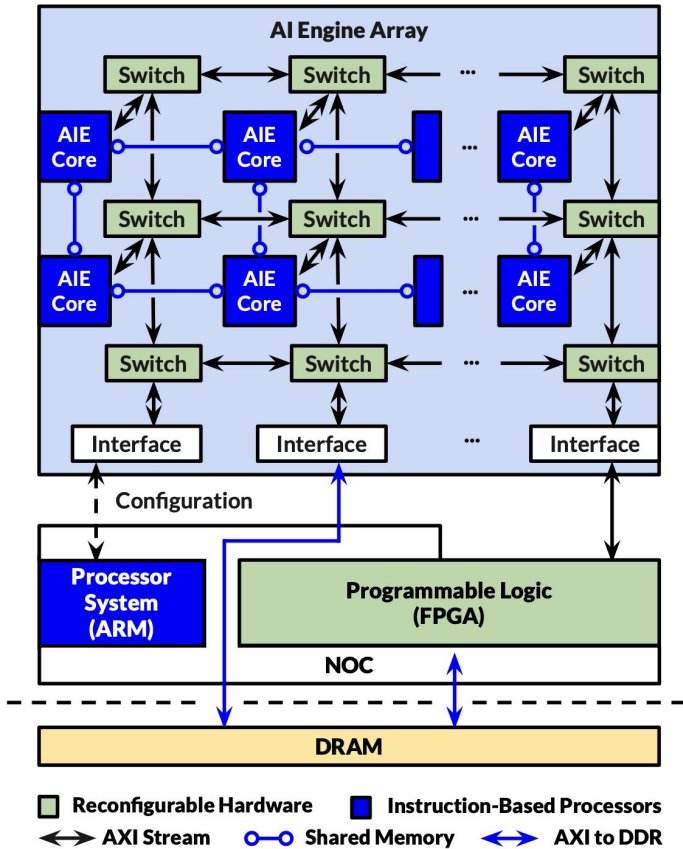 AI Engine Array
Switch Switch ... Switch
AIE Core AIE Core ... AIE Core
Switch Switch ... Switch
AIE Core AIE Core ... AIE Core
Switch Switch ... Switch
Interface Interface ... Interface
Configuration
Processor
System
(ARM)
Programmable Logic
(FPGA)
NOC
DRAM
Reconfigurable Hardware Instruction-Based Processors
AXI Stream Shared Memory AXI to DDR